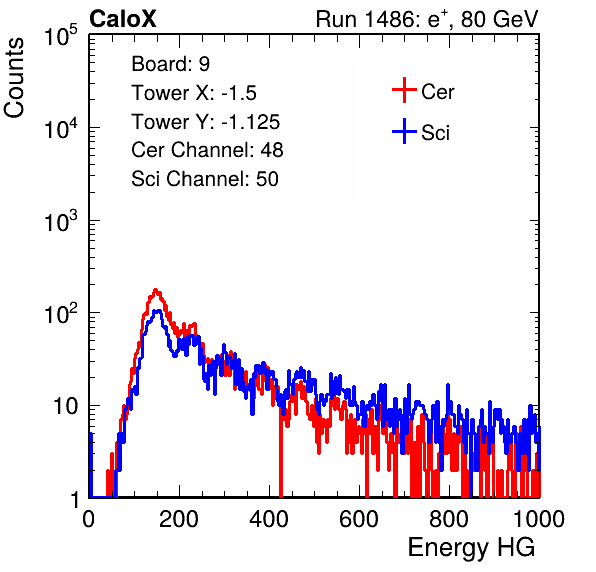 CaloX Run 1486: e⁺, 80 GeV
Counts
Board: 9
Tower X: -1.5
Tower Y: -1.125
Cer Channel: 48
Sci Channel: 50
Cer
Sci
10⁵
10⁴
10³
10²
10
1
0 200 400 600 800 1000
Energy HG